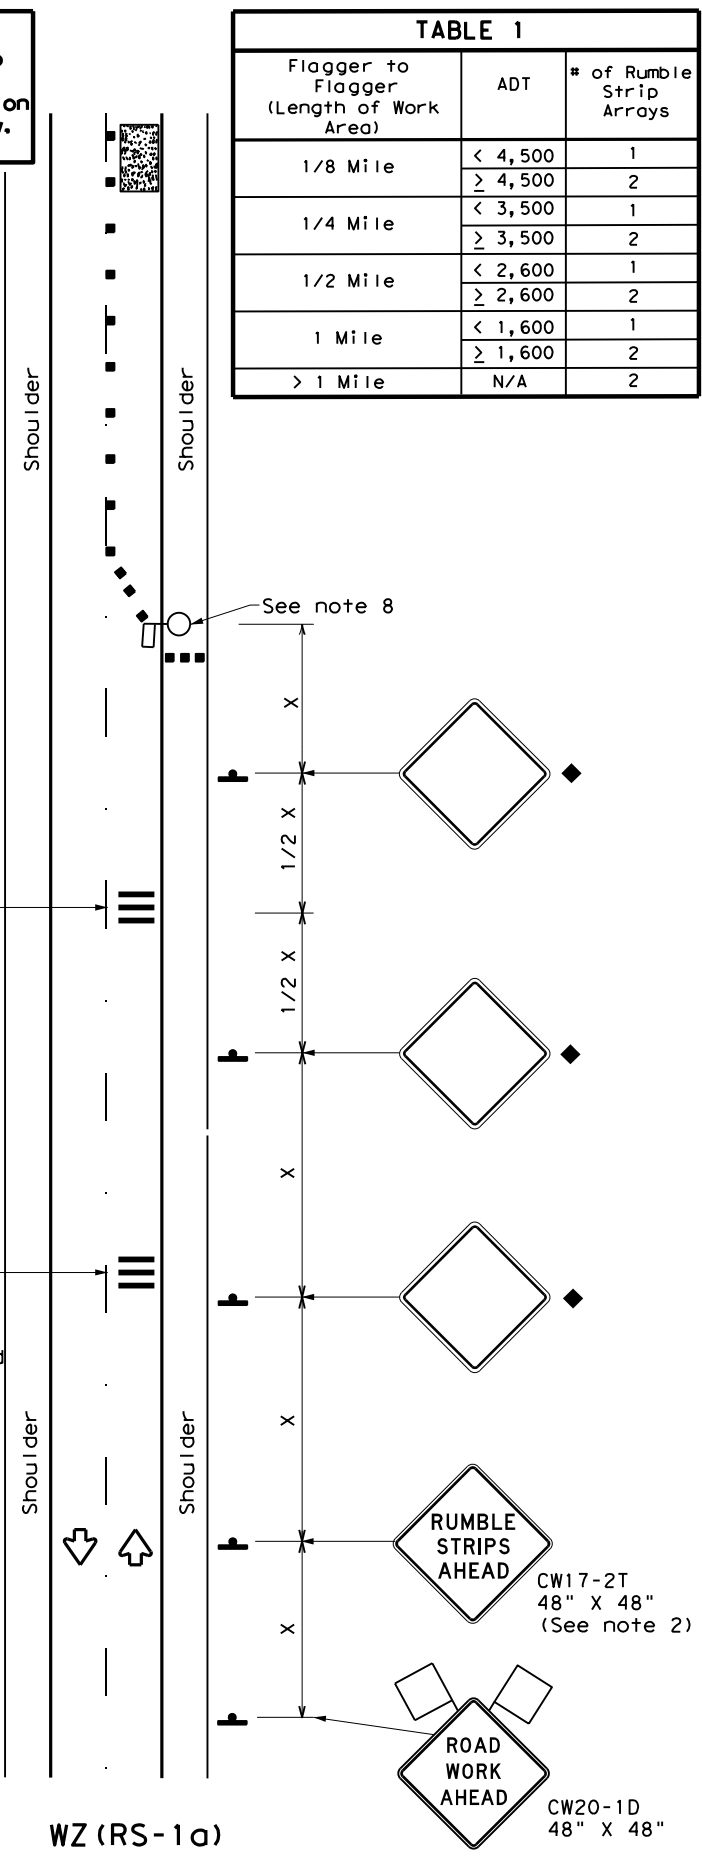 on
TABLE 1
Flagger to
Flagger
(Length of Work
Area)
ADT
# of Rumble
Strip
Arrays
1/8 Mile
< 4,500
1
≥ 4,500
2
1/4 Mile
< 3,500
1
≥ 3,500
2
1/2 Mile
< 2,600
1
≥ 2,600
2
1 Mile
< 1,600
1
≥ 1,600
2
> 1 Mile
N/A
2
Shoulder
Shoulder
See note 8
X
1/2 X
1/2 X
X
X
Shoulder
Shoulder
RUMBLE
STRIPS
AHEAD
CW17-2T
48" X 48"
(See note 2)
X
ROAD
WORK
AHEAD
CW20-1D
48" X 48"
WZ(RS-1a)